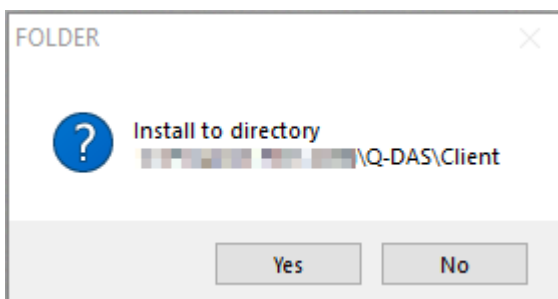 FOLDER
Install to directory
\Q-DAS\Client
Yes
No